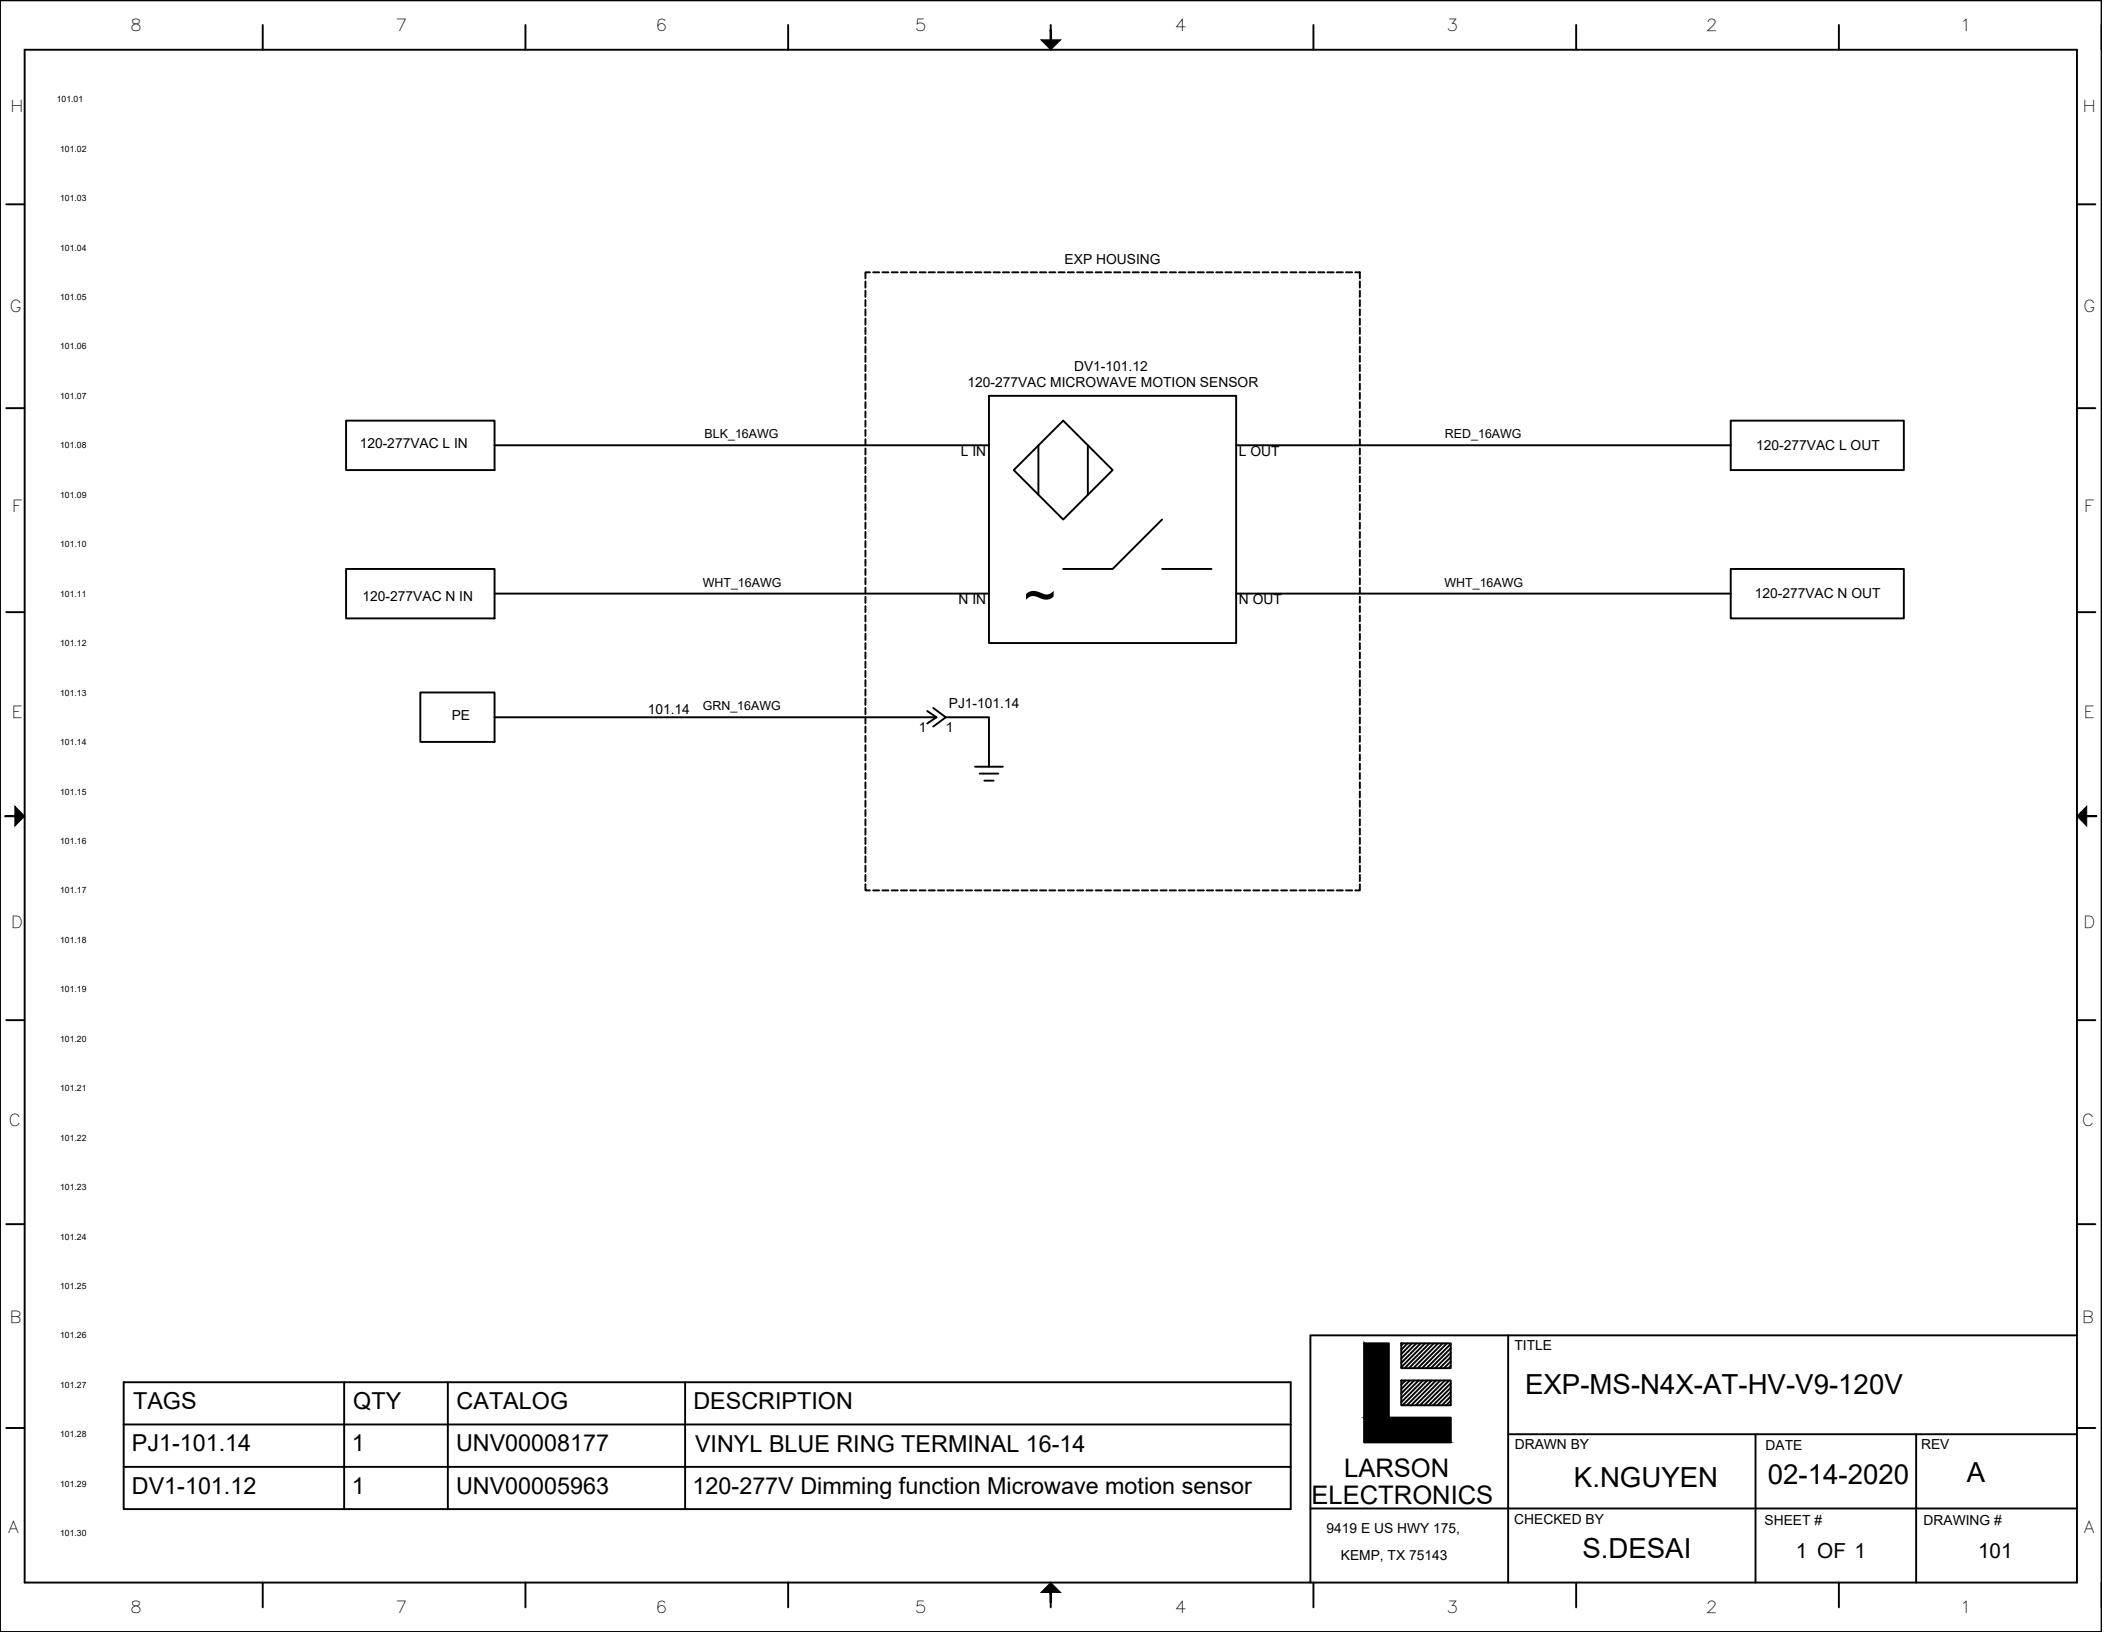 8 7 6 5 4 3 2 1
H 101.01 H
101.02
101.03
101.04
EXP HOUSING
G 101.05 G
101.06
DV1-101.12
120-277VAC MICROWAVE MOTION SENSOR
101.07
120-277VAC L IN BLK_16AWG L IN L OUT RED_16AWG 120-277VAC L OUT
101.08
101.09
F F
101.10
120-277VAC N IN WHT_16AWG N IN ~ N OUT WHT_16AWG 120-277VAC N OUT
101.11
101.12
101.13
E PE 101.14 GRN_16AWG 1 1 PJ1-101.14 E
101.14
101.15
101.16
101.17
D D
101.18
101.19
101.20
101.21
C C
101.22
101.23
101.24
101.25
B B
101.26
101.27
101.28
101.29
A A
101.30
TAGS QTY CATALOG DESCRIPTION
PJ1-101.14 1 UNV00008177 VINYL BLUE RING TERMINAL 16-14
DV1-101.12 1 UNV00005963 120-277V Dimming function Microwave motion sensor
LARSON
ELECTRONICS
9419 E US HWY 175,
KEMP, TX 75143
TITLE
EXP-MS-N4X-AT-HV-V9-120V
DRAWN BY DATE REV
K.NGUYEN 02-14-2020 A
CHECKED BY SHEET # DRAWING #
S.DESAI 1 OF 1 101
8 7 6 5 4 3 2 1